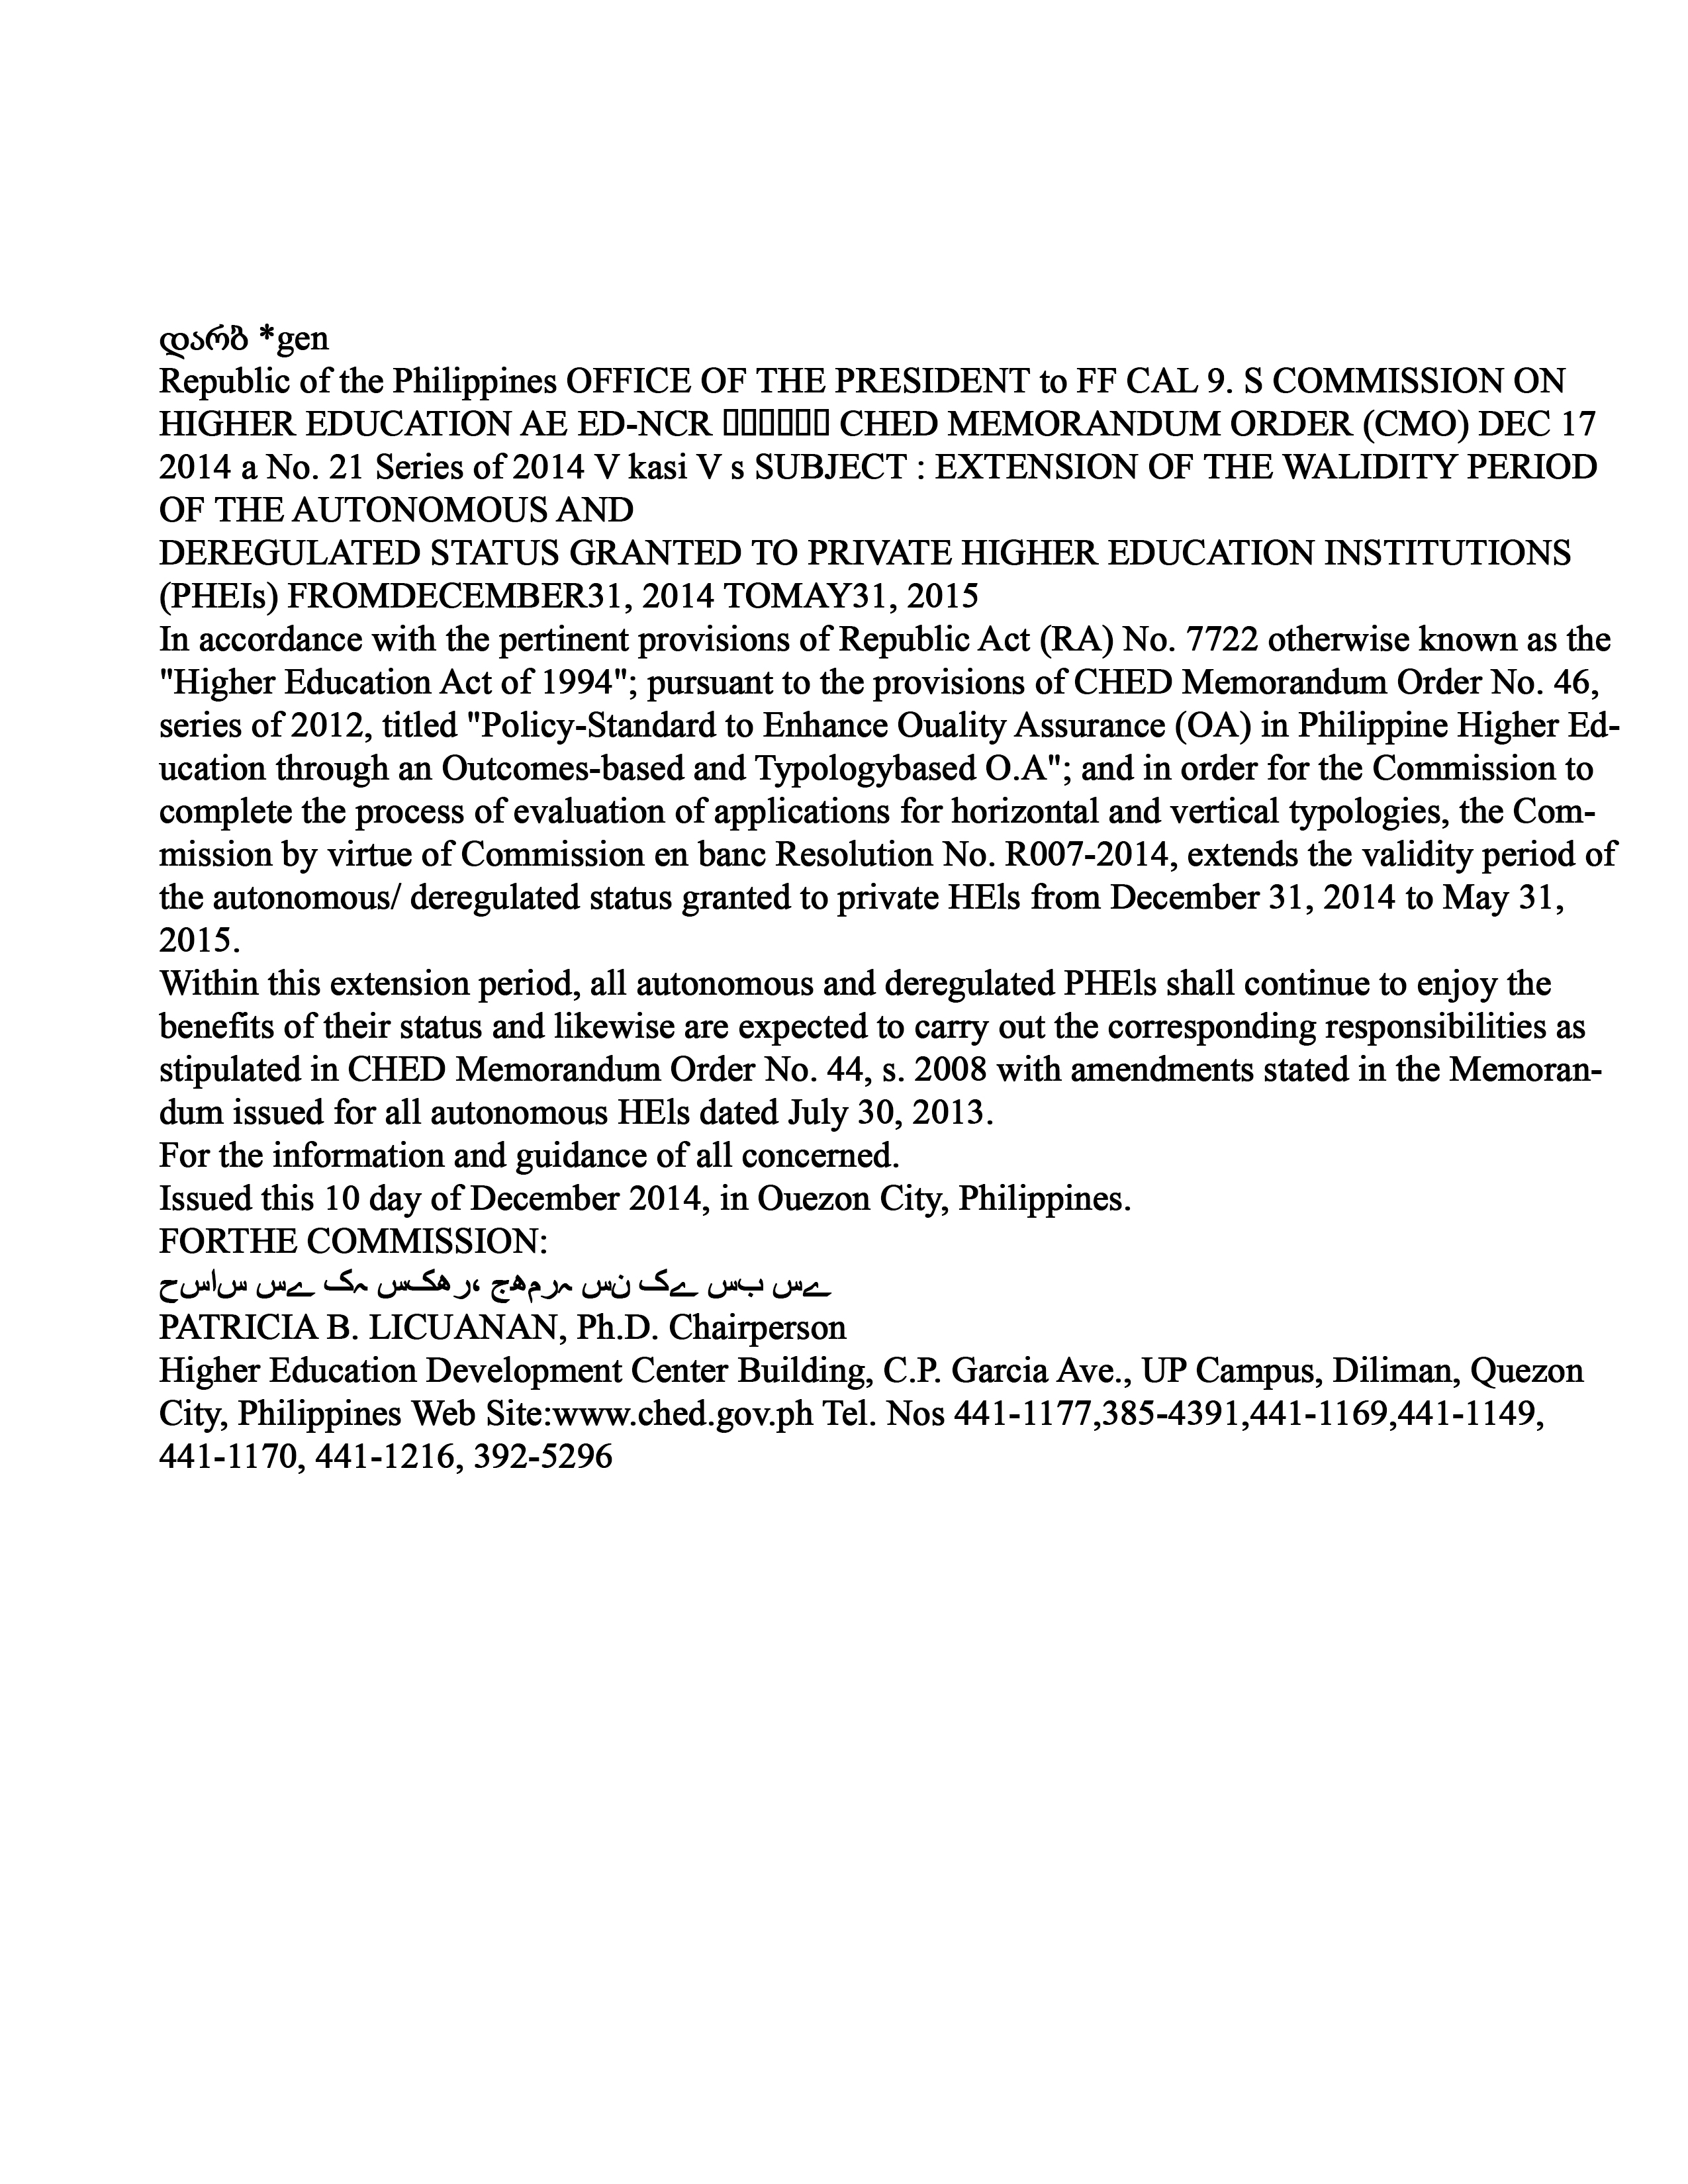 დარგ *gen
Republic of the Philippines OFFICE OF THE PRESIDENT to FF CAL 9. S COMMISSION ON
HIGHER EDUCATION AE ED-NCR CHED MEMORANDUM ORDER (CMO) DEC 17
2014 a No. 21 Series of 2014 V kasi V s SUBJECT : EXTENSION OF THE WALIDITY PERIOD
OF THE AUTONOMOUS AND
DEREGULATED STATUS GRANTED TO PRIVATE HIGHER EDUCATION INSTITUTIONS
(PHEIs) FROMDECEMBER31, 2014 TOMAY31, 2015
In accordance with the pertinent provisions of Republic Act (RA) No. 7722 otherwise known as the
"Higher Education Act of 1994"; pursuant to the provisions of CHED Memorandum Order No. 46,
series of 2012, titled "Policy-Standard to Enhance Ouality Assurance (OA) in Philippine Higher Ed-
ucation through an Outcomes-based and Typologybased O.A"; and in order for the Commission to
complete the process of evaluation of applications for horizontal and vertical typologies, the Com-
mission by virtue of Commission en banc Resolution No. R007-2014, extends the validity period of
the autonomous/ deregulated status granted to private HEls from December 31, 2014 to May 31,
2015.
Within this extension period, all autonomous and deregulated PHEls shall continue to enjoy the
benefits of their status and likewise are expected to carry out the corresponding responsibilities as
stipulated in CHED Memorandum Order No. 44, s. 2008 with amendments stated in the Memoran-
dum issued for all autonomous HEls dated July 30, 2013.
For the information and guidance of all concerned.
Issued this 10 day of December 2014, in Ouezon City, Philippines.
FORTHE COMMISSION:
PATRICIA B. LICUANAN, Ph.D. Chairperson
Higher Education Development Center Building, C.P. Garcia Ave., UP Campus, Diliman, Quezon
City, Philippines Web Site:www.ched.gov.ph Tel. Nos 441-1177,385-4391,441-1169,441-1149,
441-1170, 441-1216, 392-5296